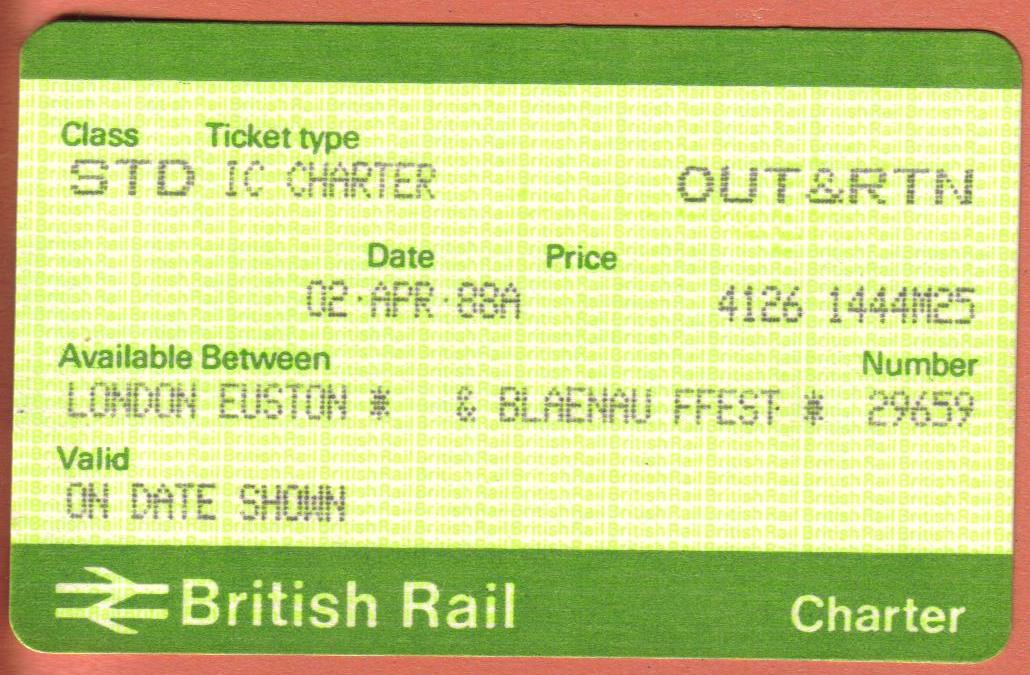 Class Ticket type
STD IC CHARTER OUT&RTN
Date Price
02·APR·88A 4126 1444M25
Available Between Number
LONDON EUSTON * & BLAENAU FFEST * 29659
Valid
ON DATE SHOWN
British Rail Charter